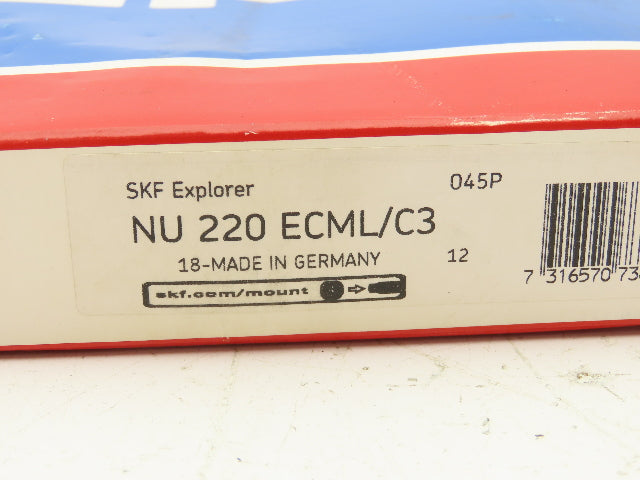 SKF Explorer
045P
NU 220 ECML/C3
18-MADE IN GERMANY
12
skf.com/mount
7 316570 73